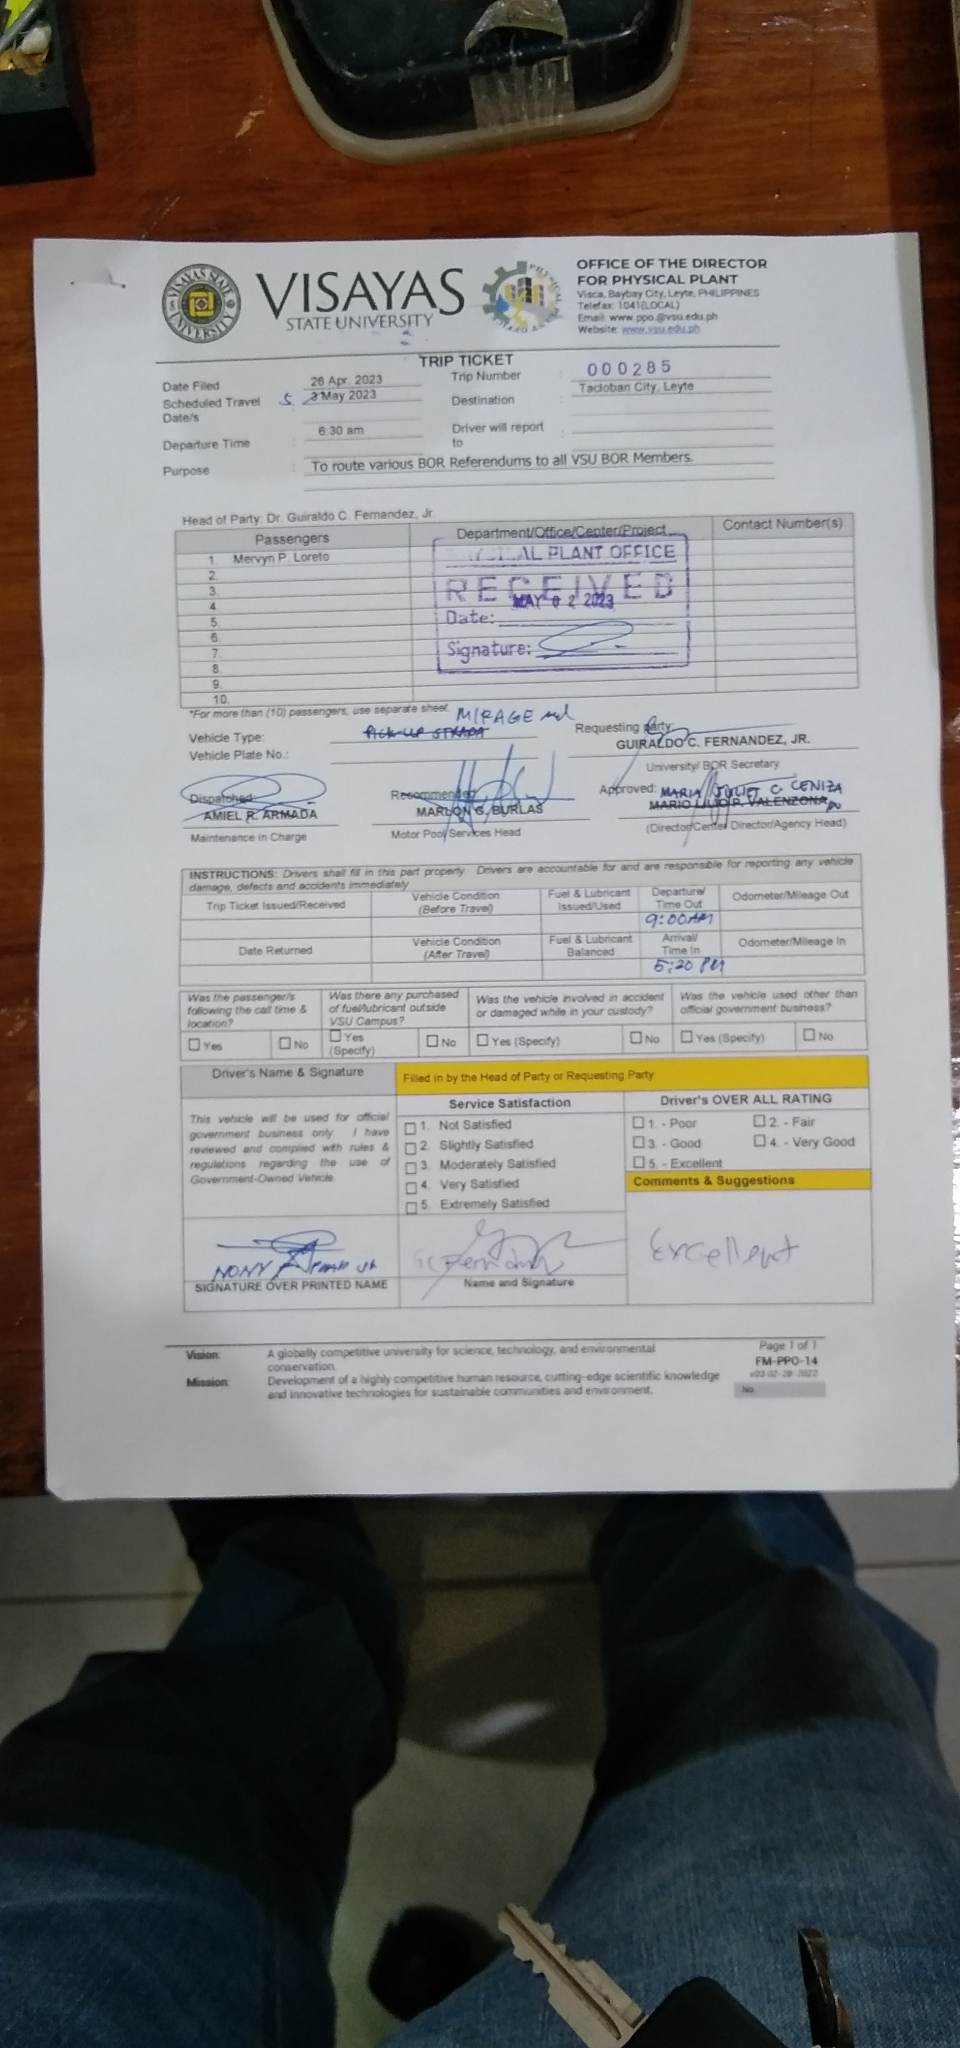 VISAYAS STATE UNIVERSITY
VISAYAS
STATE UNIVERSITY
OFFICE OF THE DIRECTOR
FOR PHYSICAL PLANT
Visca, Baybay City, Leyte, PHILIPPINES
Telefax: 1041(LOCAL)
Email: www.ppo.@vsu.edu.ph
Website: www.vsu.edu.ph
TRIP TICKET
Date Filed : 26 Apr. 2023 Trip Number : 000285
Scheduled Travel Date/s : 5 3 May 2023 Destination : Tacloban City, Leyte
Departure Time : 6:30 am Driver will report to :
Purpose : To route various BOR Referendums to all VSU BOR Members.
Head of Party: Dr. Guiraldo C. Fernandez, Jr.
Passengers Department/Office/Center/Project Contact Number(s)
1. Mervyn P. Loreto
2.
3.
4.
5.
6.
7.
8.
9.
10.
AL PLANT OFFICE
RECEIVED
MAY 02 2023
Date:
Signature:
*For more than (10) passengers, use separate sheet.
MIRAGE
Vehicle Type: PICK-UP STRADA
Vehicle Plate No.:
Requesting party:
GUIRALDO C. FERNANDEZ, JR.
University/ BOR Secretary
Dispatched:
AMIEL R. ARMADA
Maintenance in Charge
Recommended
MARLON G. BURLAS
Motor Pool Services Head
Approved: MARIA JULIET C. CENIZA
MARIO LILIO P. VALENZONA
(Director/Center Director/Agency Head)
INSTRUCTIONS: Drivers shall fill in this part properly. Drivers are accountable for and are responsible for reporting any vehicle
damage, defects and accidents immediately
Trip Ticket Issued/Received Vehicle Condition (Before Travel) Fuel & Lubricant Issued/Used Departure/ Time Out Odometer/Mileage Out
9:00AM
Date Returned Vehicle Condition (After Travel) Fuel & Lubricant Balanced Arrival/ Time In Odometer/Mileage In
5:20 PM
Was the passenger/s following the call time & location?
Was there any purchased of fuel/lubricant outside VSU Campus?
Was the vehicle involved in accident or damaged while in your custody?
Was the vehicle used other than official government business?
Yes No Yes (Specify) No Yes (Specify) No Yes (Specify) No
Driver's Name & Signature
Filled in by the Head of Party or Requesting Party
This vehicle will be used for official
government business only. I have
reviewed and complied with rules &
regulations regarding the use of
Government-Owned Vehicle.
Service Satisfaction
1. Not Satisfied
2. Slightly Satisfied
3. Moderately Satisfied
4. Very Satisfied
5. Extremely Satisfied
Driver's OVER ALL RATING
1. - Poor 2. - Fair
3. - Good 4. - Very Good
5. - Excellent
Comments & Suggestions
Excellent
NONY
SIGNATURE OVER PRINTED NAME
Name and Signature
Vision: A globally competitive university for science, technology, and environmental
conservation.
Mission: Development of a highly competitive human resource, cutting-edge scientific knowledge
and innovative technologies for sustainable communities and environment.
Page 1 of 1
FM-PPO-14
v03 02-28-2022
No.